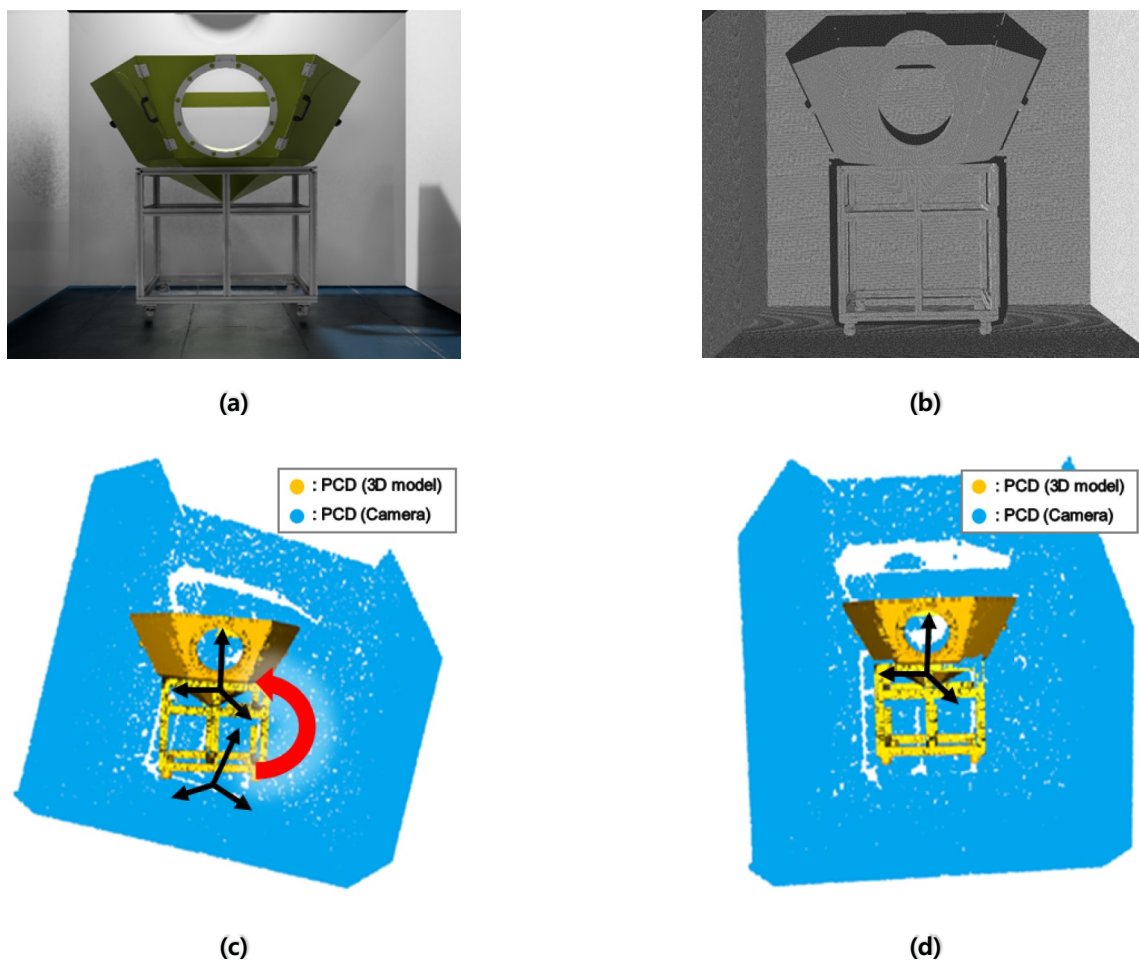 (a)
(b)
: PCD (3D model)
: PCD (Camera)
: PCD (3D model)
: PCD (Camera)
(c)
(d)